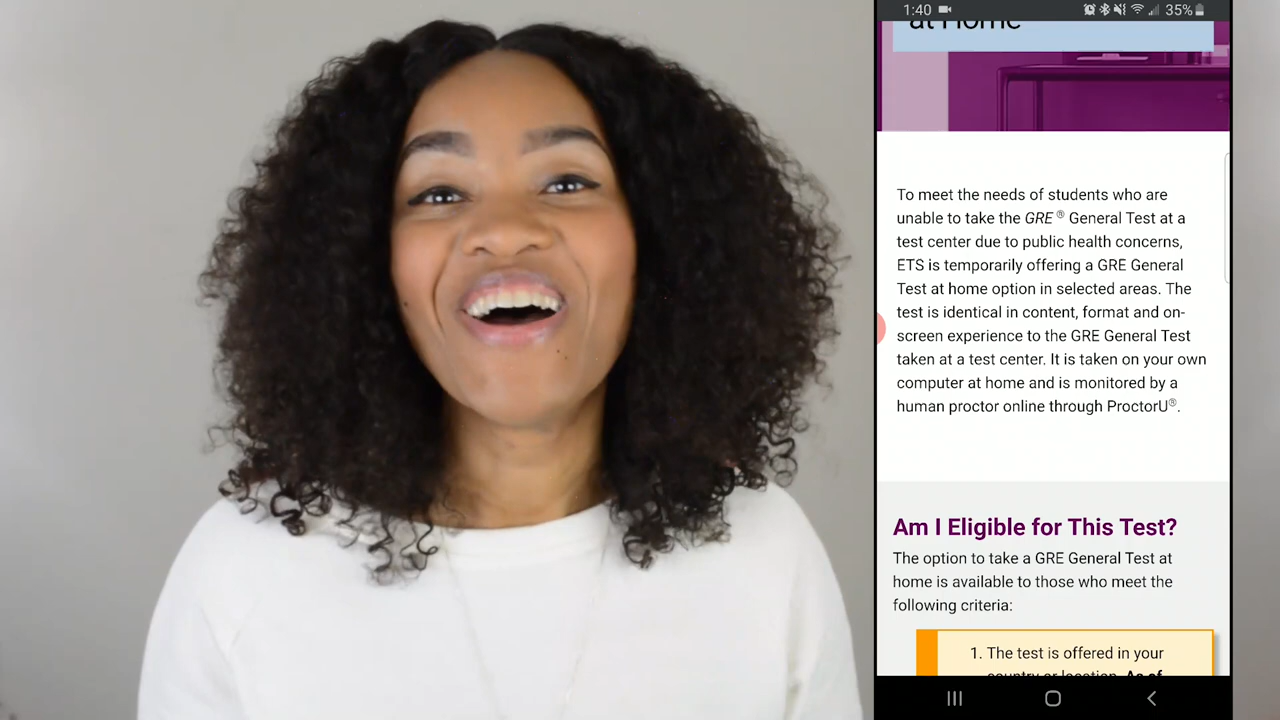 1:40
35%
at Home
To meet the needs of students who are
unable to take the GRE ® General Test at a
test center due to public health concerns,
ETS is temporarily offering a GRE General
Test at home option in selected areas. The
test is identical in content, format and on-
screen experience to the GRE General Test
taken at a test center. It is taken on your own
computer at home and is monitored by a
human proctor online through ProctorU®.
Am I Eligible for This Test?
The option to take a GRE General Test at
home is available to those who meet the
following criteria:
1. The test is offered in your
country or location. As of